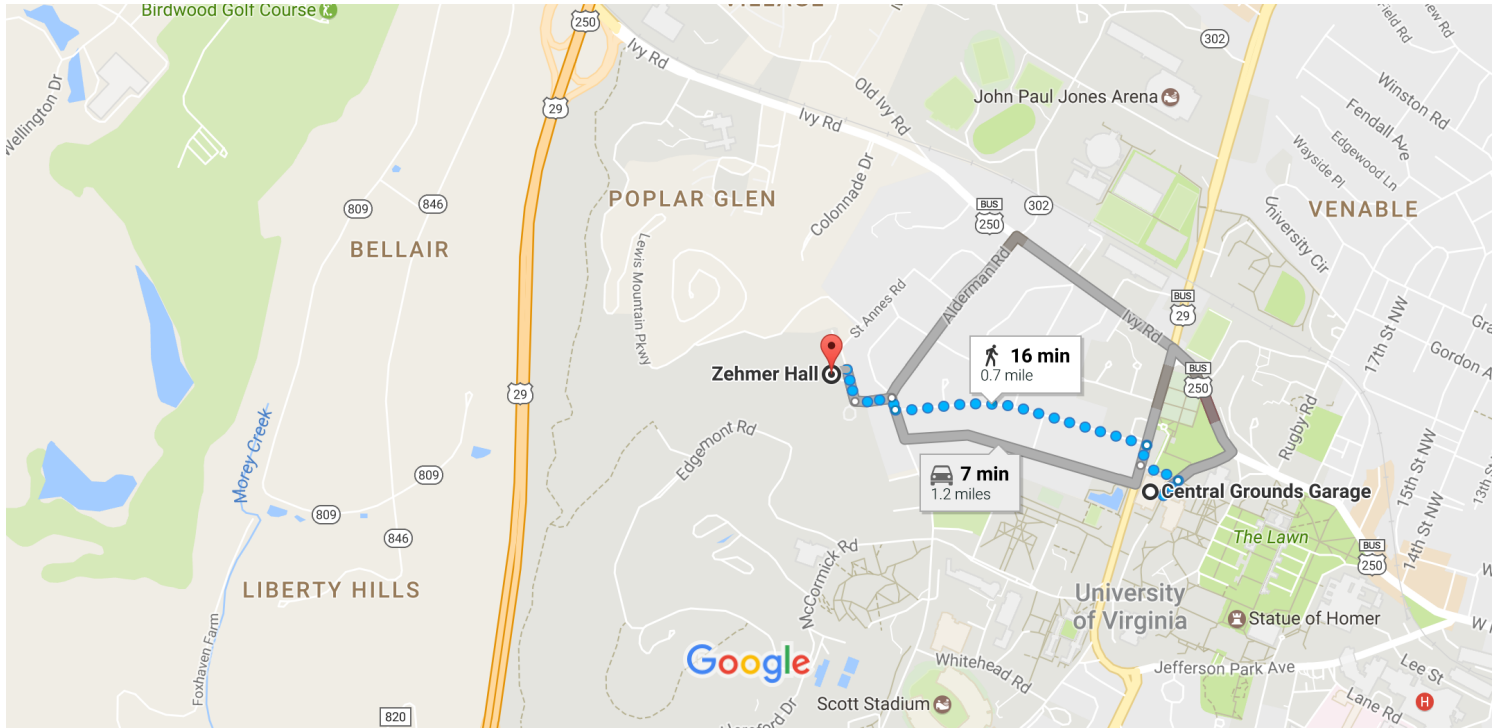 Birdwood Golf Course
VILLAGE
250
302
Ivy Rd
Wellington Dr
John Paul Jones Arena
Winston Rd
Old Ivy Rd
29
Ivy Rd
Fendall Ave
Edgewood Ln
Wayside Pl
POPLAR GLEN
Colonnade Dr
809
846
BUS
250
302
University Cir
VENABLE
BELLAIR
Lewis Mountain Pkwy
St Annes Rd
Alderman Rd
BUS
29
Ivy Rd
17th St NW
16 min
0.7 mile
Zehmer Hall
BUS
250
29
Rugby Rd
Morey Creek
Edgemont Rd
809
7 min
1.2 miles
Central Grounds Garage
15th St NW
809
The Lawn
846
McCormick Rd
BUS
250
14th St NW
LIBERTY HILLS
University
of Virginia
Statue of Homer
Foxhaven Farm
Google
Whitehead Rd
Jefferson Park Ave
Lee St
Lane Rd
H
820
Scott Stadium